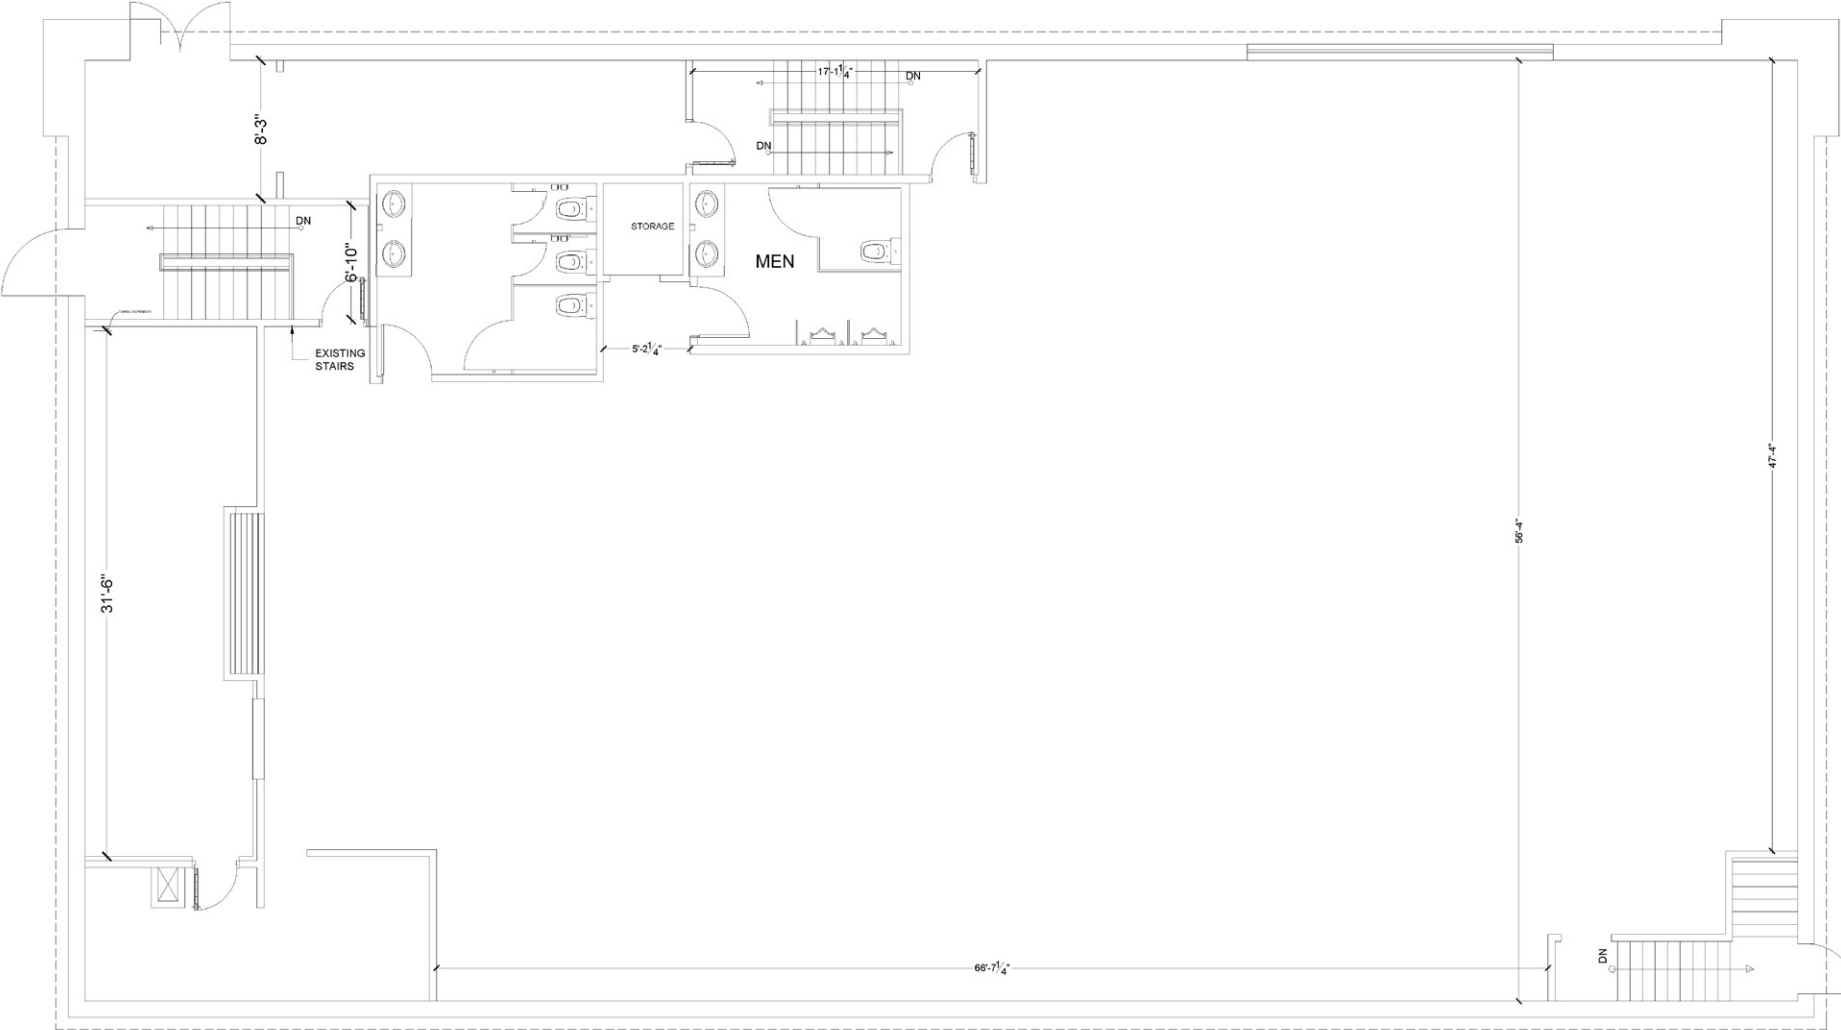 17'-1 1/4"
DN
8'-3"
DN
DN
STORAGE
6'-10"
MEN
EXISTING
STAIRS
5'-2 1/4"
47'-4"
56'-4"
31'-6"
DN
66'-7 1/4"